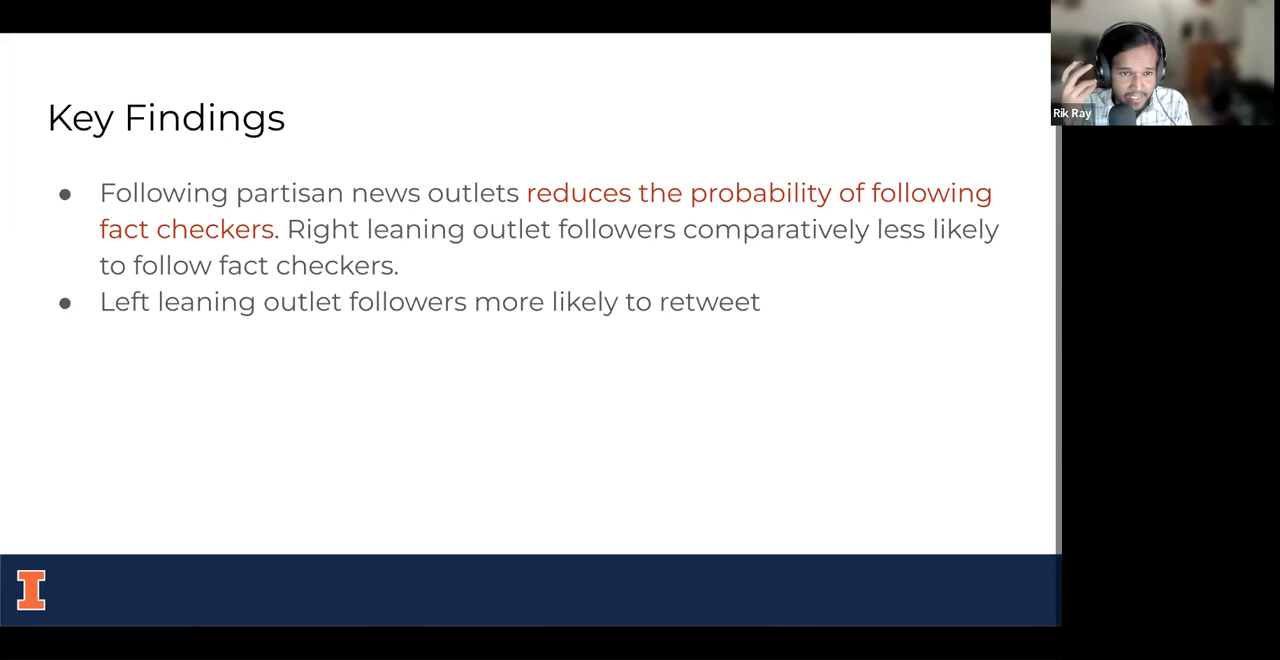 Key Findings
● Following partisan news outlets reduces the probability of following
fact checkers. Right leaning outlet followers comparatively less likely
to follow fact checkers.
● Left leaning outlet followers more likely to retweet
Rik Ray
I